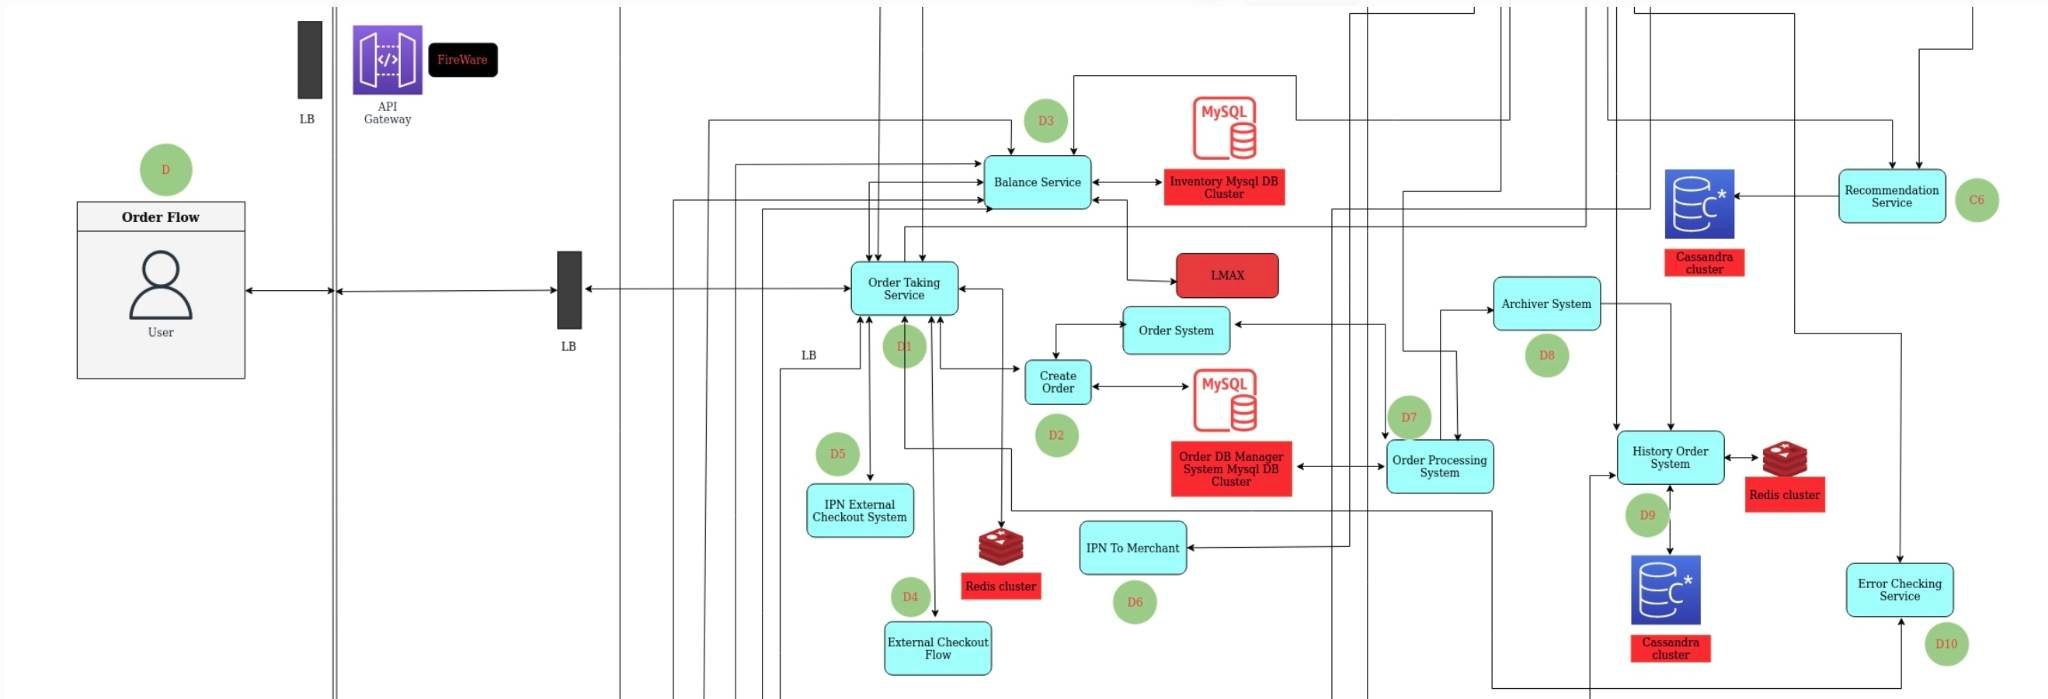 LB
API
Gateway
FireWare
D
Order Flow
User
LB
D3
Balance Service
MySQL
Inventory Mysql DB
Cluster
LMAX
Order Taking
Service
D1
LB
Order System
Create
Order
D2
MySQL
Order DB Manager
System Mysql DB
Cluster
D5
IPN External
Checkout System
D4
External Checkout
Flow
Redis cluster
IPN To Merchant
D6
D7
Order Processing
System
Archiver System
D8
C*
Cassandra
cluster
Recommendation
Service
C6
History Order
System
D9
Redis cluster
C*
Cassandra
cluster
Error Checking
Service
D10